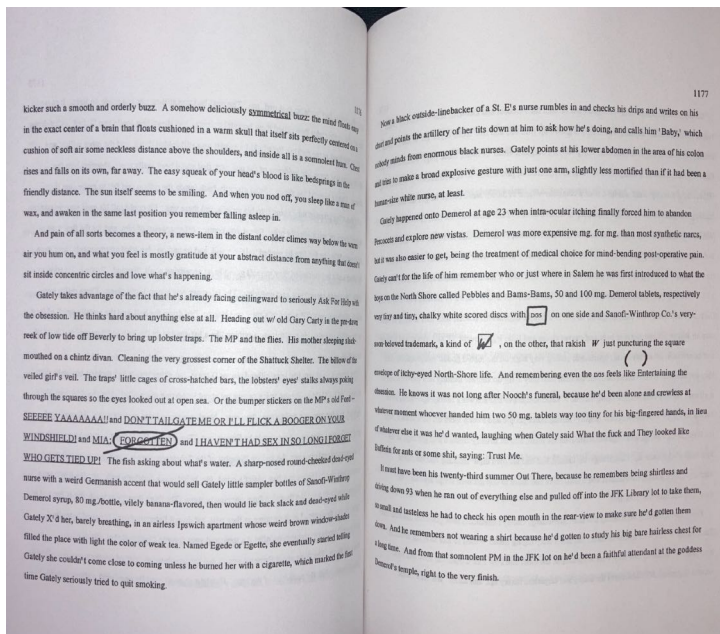 kicker such a smooth and orderly buzz. A somehow deliciously symmetrical buzz: the mind floats easy
in the exact center of a brain that floats cushioned in a warm skull that itself sits perfectly centered on a
cushion of soft air some neckless distance above the shoulders, and inside all is a somnolent hum. Chest
rises and falls on its own, far away. The easy squeak of your head's blood is like bedsprings in the
friendly distance. The sun itself seems to be smiling. And when you nod off, you sleep like a man of
wax, and awaken in the same last position you remember falling asleep in.
And pain of all sorts becomes a theory, a news-item in the distant colder climes way below the warm
air you hum on, and what you feel is mostly gratitude at your abstract distance from anything that doesn't
sit inside concentric circles and love what's happening.
Gately takes advantage of the fact that he's already facing ceilingward to seriously Ask For Help with
the obsession. He thinks hard about anything else at all. Heading out w/ old Gary Carty in the pre-dawn
reek of low tide off Beverly to bring up lobster traps. The MP and the flies. His mother sleeping slack-
mouthed on a chintz divan. Cleaning the very grossest corner of the Shattuck Shelter. The billow of the
veiled girl's veil. The traps' little cages of cross-hatched bars, the lobsters' eyes' stalks always poking
through the squares so the eyes looked out at open sea. Or the bumper stickers on the MP's old Ford -
SEEEEE YAAAAAAA!! and DON'T TAILGATE ME OR I'LL FLICK A BOOGER ON YOUR
WINDSHIELD! and MIA: FORGOTTEN and I HAVEN'T HAD SEX IN SO LONG I FORGET
WHO GETS TIED UP! The fish asking about what's water. A sharp-nosed round-cheeked dead-eyed
nurse with a weird Germanish accent that would sell Gately little sampler bottles of Sanofi-Winthrop
Demerol syrup, 80 mg./bottle, vilely banana-flavored, then would lie back slack and dead-eyed while
Gately X'd her, barely breathing, in an airless Ipswich apartment whose weird brown window-shades
filled the place with light the color of weak tea. Named Egede or Egette, she eventually started telling
Gately she couldn't come close to coming unless he burned her with a cigarette, which marked the first
time Gately seriously tried to quit smoking.
1177
Now a black outside-linebacker of a St. E's nurse rumbles in and checks his drips and writes on his
chart and points the artillery of her tits down at him to ask how he's doing, and calls him 'Baby,' which
nobody minds from enormous black nurses. Gately points at his lower abdomen in the area of his colon
and tries to make a broad explosive gesture with just one arm, slightly less mortified than if it had been a
human-size white nurse, at least.
Gately happened onto Demerol at age 23 when intra-ocular itching finally forced him to abandon
Percocets and explore new vistas. Demerol was more expensive mg. for mg. than most synthetic narcs,
but it was also easier to get, being the treatment of medical choice for mind-bending post-operative pain.
Gately can't for the life of him remember who or just where in Salem he was first introduced to what the
boys on the North Shore called Pebbles and Bams-Bams, 50 and 100 mg. Demerol tablets, respectively
very tiny and tiny, chalky white scored discs with DOS on one side and Sanofi-Winthrop Co.'s very-
soon-beloved trademark, a kind of W , on the other, that rakish W just puncturing the square
( )
envelope of itchy-eyed North-Shore life. And remembering even the DOS feels like Entertaining the
obsession. He knows it was not long after Nooch's funeral, because he'd been alone and crewless at
whatever moment whoever handed him two 50 mg. tablets way too tiny for his big-fingered hands, in lieu
of whatever else it was he'd wanted, laughing when Gately said What the fuck and They looked like
Bufferin for ants or some shit, saying: Trust Me.
It must have been his twenty-third summer Out There, because he remembers being shirtless and
driving down 93 when he ran out of everything else and pulled off into the JFK Library lot to take them,
so small and tasteless he had to check his open mouth in the rear-view to make sure he'd gotten them
down. And he remembers not wearing a shirt because he'd gotten to study his big bare hairless chest for
a long time. And from that somnolent PM in the JFK lot on he'd been a faithful attendant at the goddess
Demerol's temple, right to the very finish.